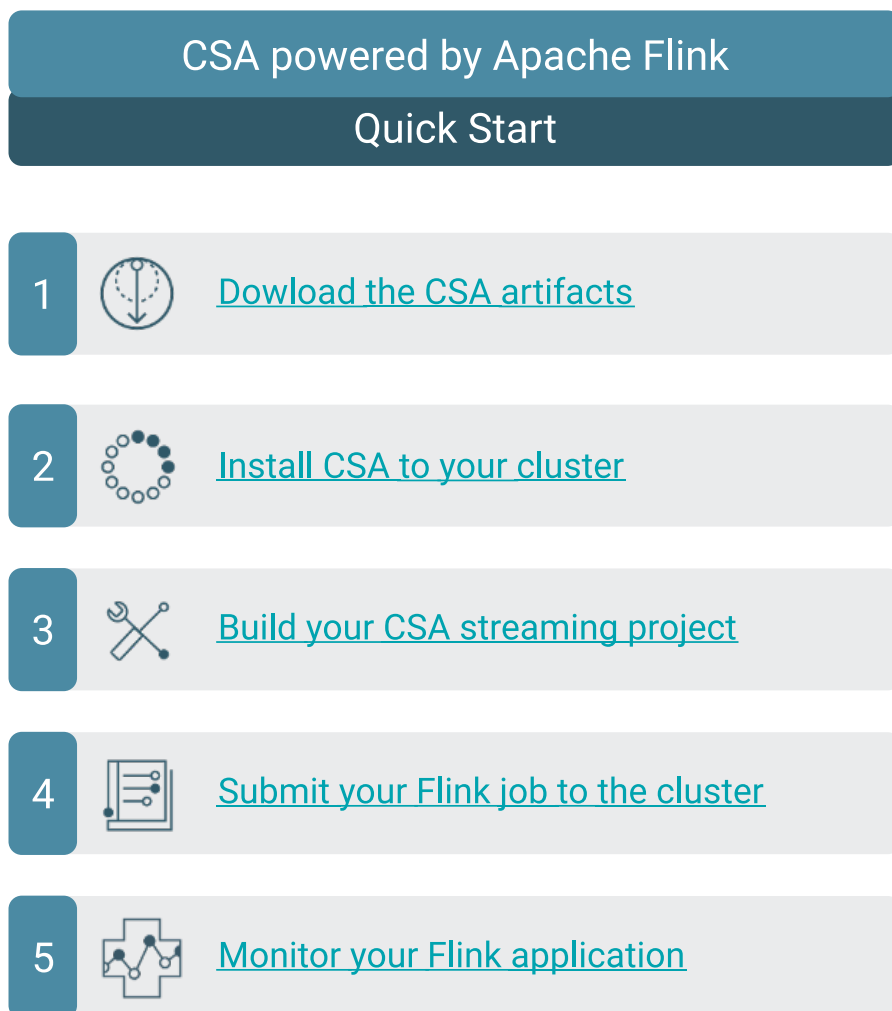 CSA powered by Apache Flink
Quick Start
1 Dowload the CSA artifacts
2 Install CSA to your cluster
3 Build your CSA streaming project
4 Submit your Flink job to the cluster
5 Monitor your Flink application